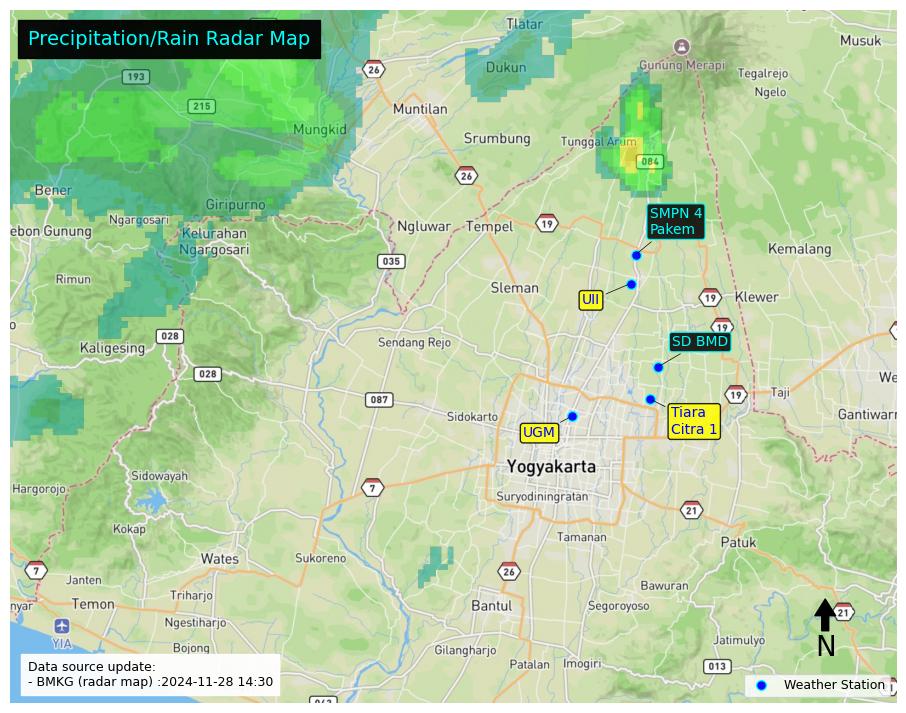 Precipitation/Rain Radar Map
Tlatar
Musuk
26
Gunung Merapi
Dukun
Tegalrejo
193
Ngelo
215
Muntilan
Mungkid
Srumbung
Tunggal Arum
084
26
Bener
Giripurno
SMPN 4
Pakem
Ngargosari
Ngluwar
Tempel
19
ebon Gunung
Kelurahan
Ngargosari
Kemalang
035
Rimun
Sleman
UII
19
Klewer
19
028
Kaligesing
Sendang Rejo
SD BMD
028
We
087
19
Taji
Sidokarto
Tiara
Citra 1
Gantiwarn
UGM
Yogyakarta
Sidowayah
Hargorojo
7
Suryodiningratan
21
Kokap
Tamanan
Patuk
Wates
Sukoreno
7
26
Janten
Bawuran
Triharjo
nyar
Temon
Bantul
Segoroyoso
21
Ngestiharjo
YIA
Jatimulyo
N
Bojong
Gilangharjo
Patalan
Imogiri
013
Data source update:
- BMKG (radar map) :2024-11-28 14:30
Weather Station